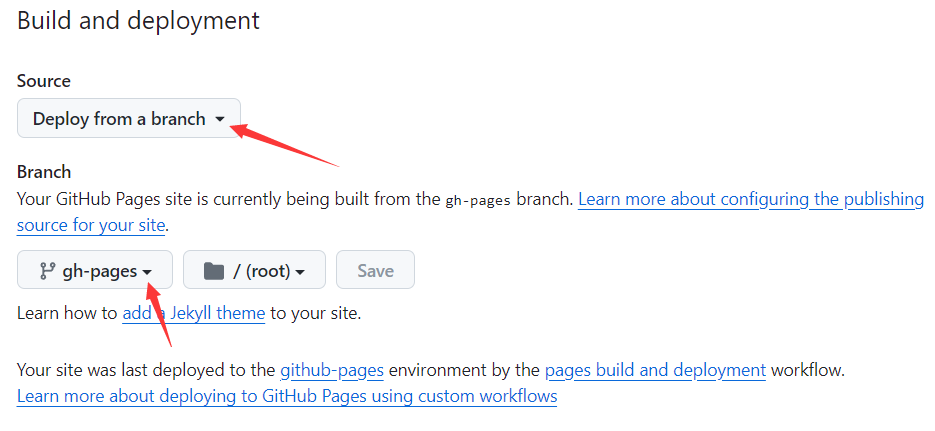 Build and deployment
Source
Deploy from a branch
Branch
Your GitHub Pages site is currently being built from the gh-pages branch. Learn more about configuring the publishing
source for your site.
gh-pages / (root) Save
Learn how to add a Jekyll theme to your site.
Your site was last deployed to the github-pages environment by the pages build and deployment workflow.
Learn more about deploying to GitHub Pages using custom workflows